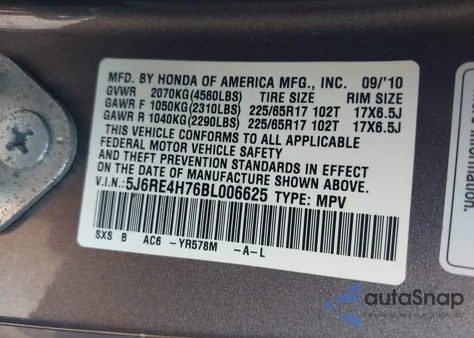 MFD. BY HONDA OF AMERICA MFG., INC. 09/'10
GVWR 2070KG(4560LBS) TIRE SIZE RIM SIZE
GAWR F 1050KG(2310LBS) 225/65R17 102T 17X6.5J
GAWR R 1040KG(2290LBS) 225/65R17 102T 17X6.5J
THIS VEHICLE CONFORMS TO ALL APPLICABLE
FEDERAL MOTOR VEHICLE SAFETY
AND THEFT PREVENTION STANDARDS IN EFFECT
ON THE DATE OF MANUFACTURE SHOWN ABOVE.
V.I.N.: 5J6RE4H76BL006625 TYPE: MPV
SXS B AC6 -YR578M -A-L
autoSnap